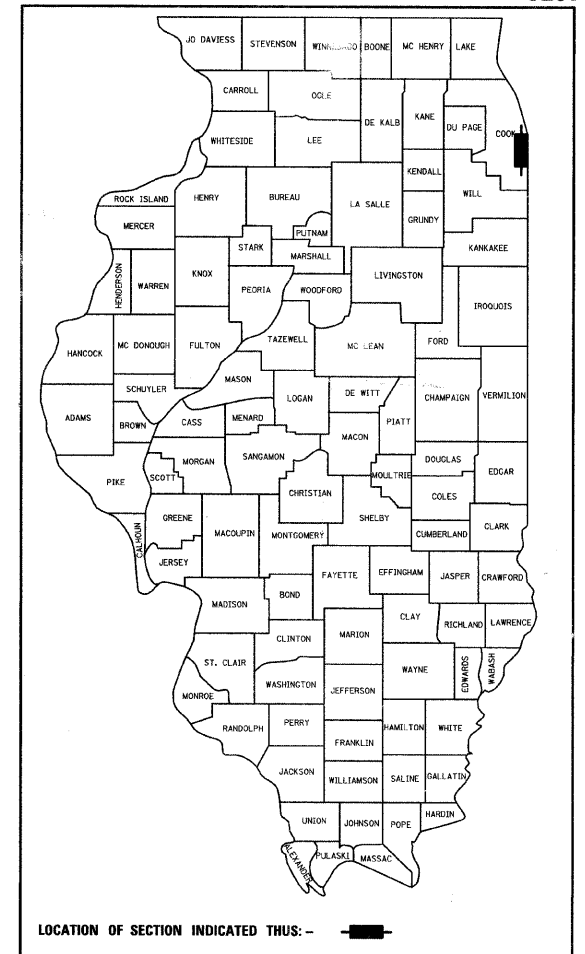 JO DAVIESS STEVENSON WINNEBAGO BOONE MC HENRY LAKE
CARROLL OGLE
DE KALB KANE DU PAGE COOK
WHITESIDE LEE
KENDALL WILL
ROCK ISLAND HENRY BUREAU LA SALLE GRUNDY
MERCER PUTNAM
STARK MARSHALL KANKAKEE
HENDERSON WARREN KNOX PEORIA WOODFORD LIVINGSTON IROQUOIS
HANCOCK MC DONOUGH FULTON TAZEWELL MC LEAN FORD
SCHUYLER MASON LOGAN DE WITT CHAMPAIGN VERMILION
ADAMS BROWN CASS MENARD MACON PIATT
PIKE SCOTT MORGAN SANGAMON MOULTRIE DOUGLAS EDGAR
CHRISTIAN COLES
CALHOUN GREENE MACOUPIN MONTGOMERY SHELBY CUMBERLAND CLARK
JERSEY FAYETTE EFFINGHAM JASPER CRAWFORD
MADISON BOND CLAY RICHLAND LAWRENCE
CLINTON MARION
ST. CLAIR WASHINGTON JEFFERSON WAYNE EDWARDS WABASH
MONROE
RANDOLPH PERRY FRANKLIN HAMILTON WHITE
JACKSON WILLIAMSON SALINE GALLATIN
UNION JOHNSON POPE HARDIN
ALEXANDER PULASKI MASSAC
LOCATION OF SECTION INDICATED THUS: -